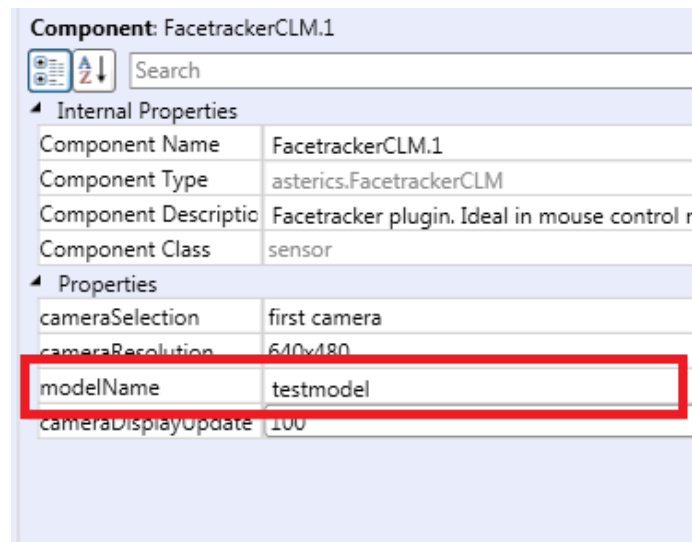 Component: FacetrackerCLM.1
A Z Search
Internal Properties
Component Name FacetrackerCLM.1
Component Type asterics.FacetrackerCLM
Component Descriptio Facetracker plugin. Ideal in mouse control
Component Class sensor
Properties
cameraSelection first camera
cameraResolution 640x480
modelName testmodel
cameraDisplayUpdate 100